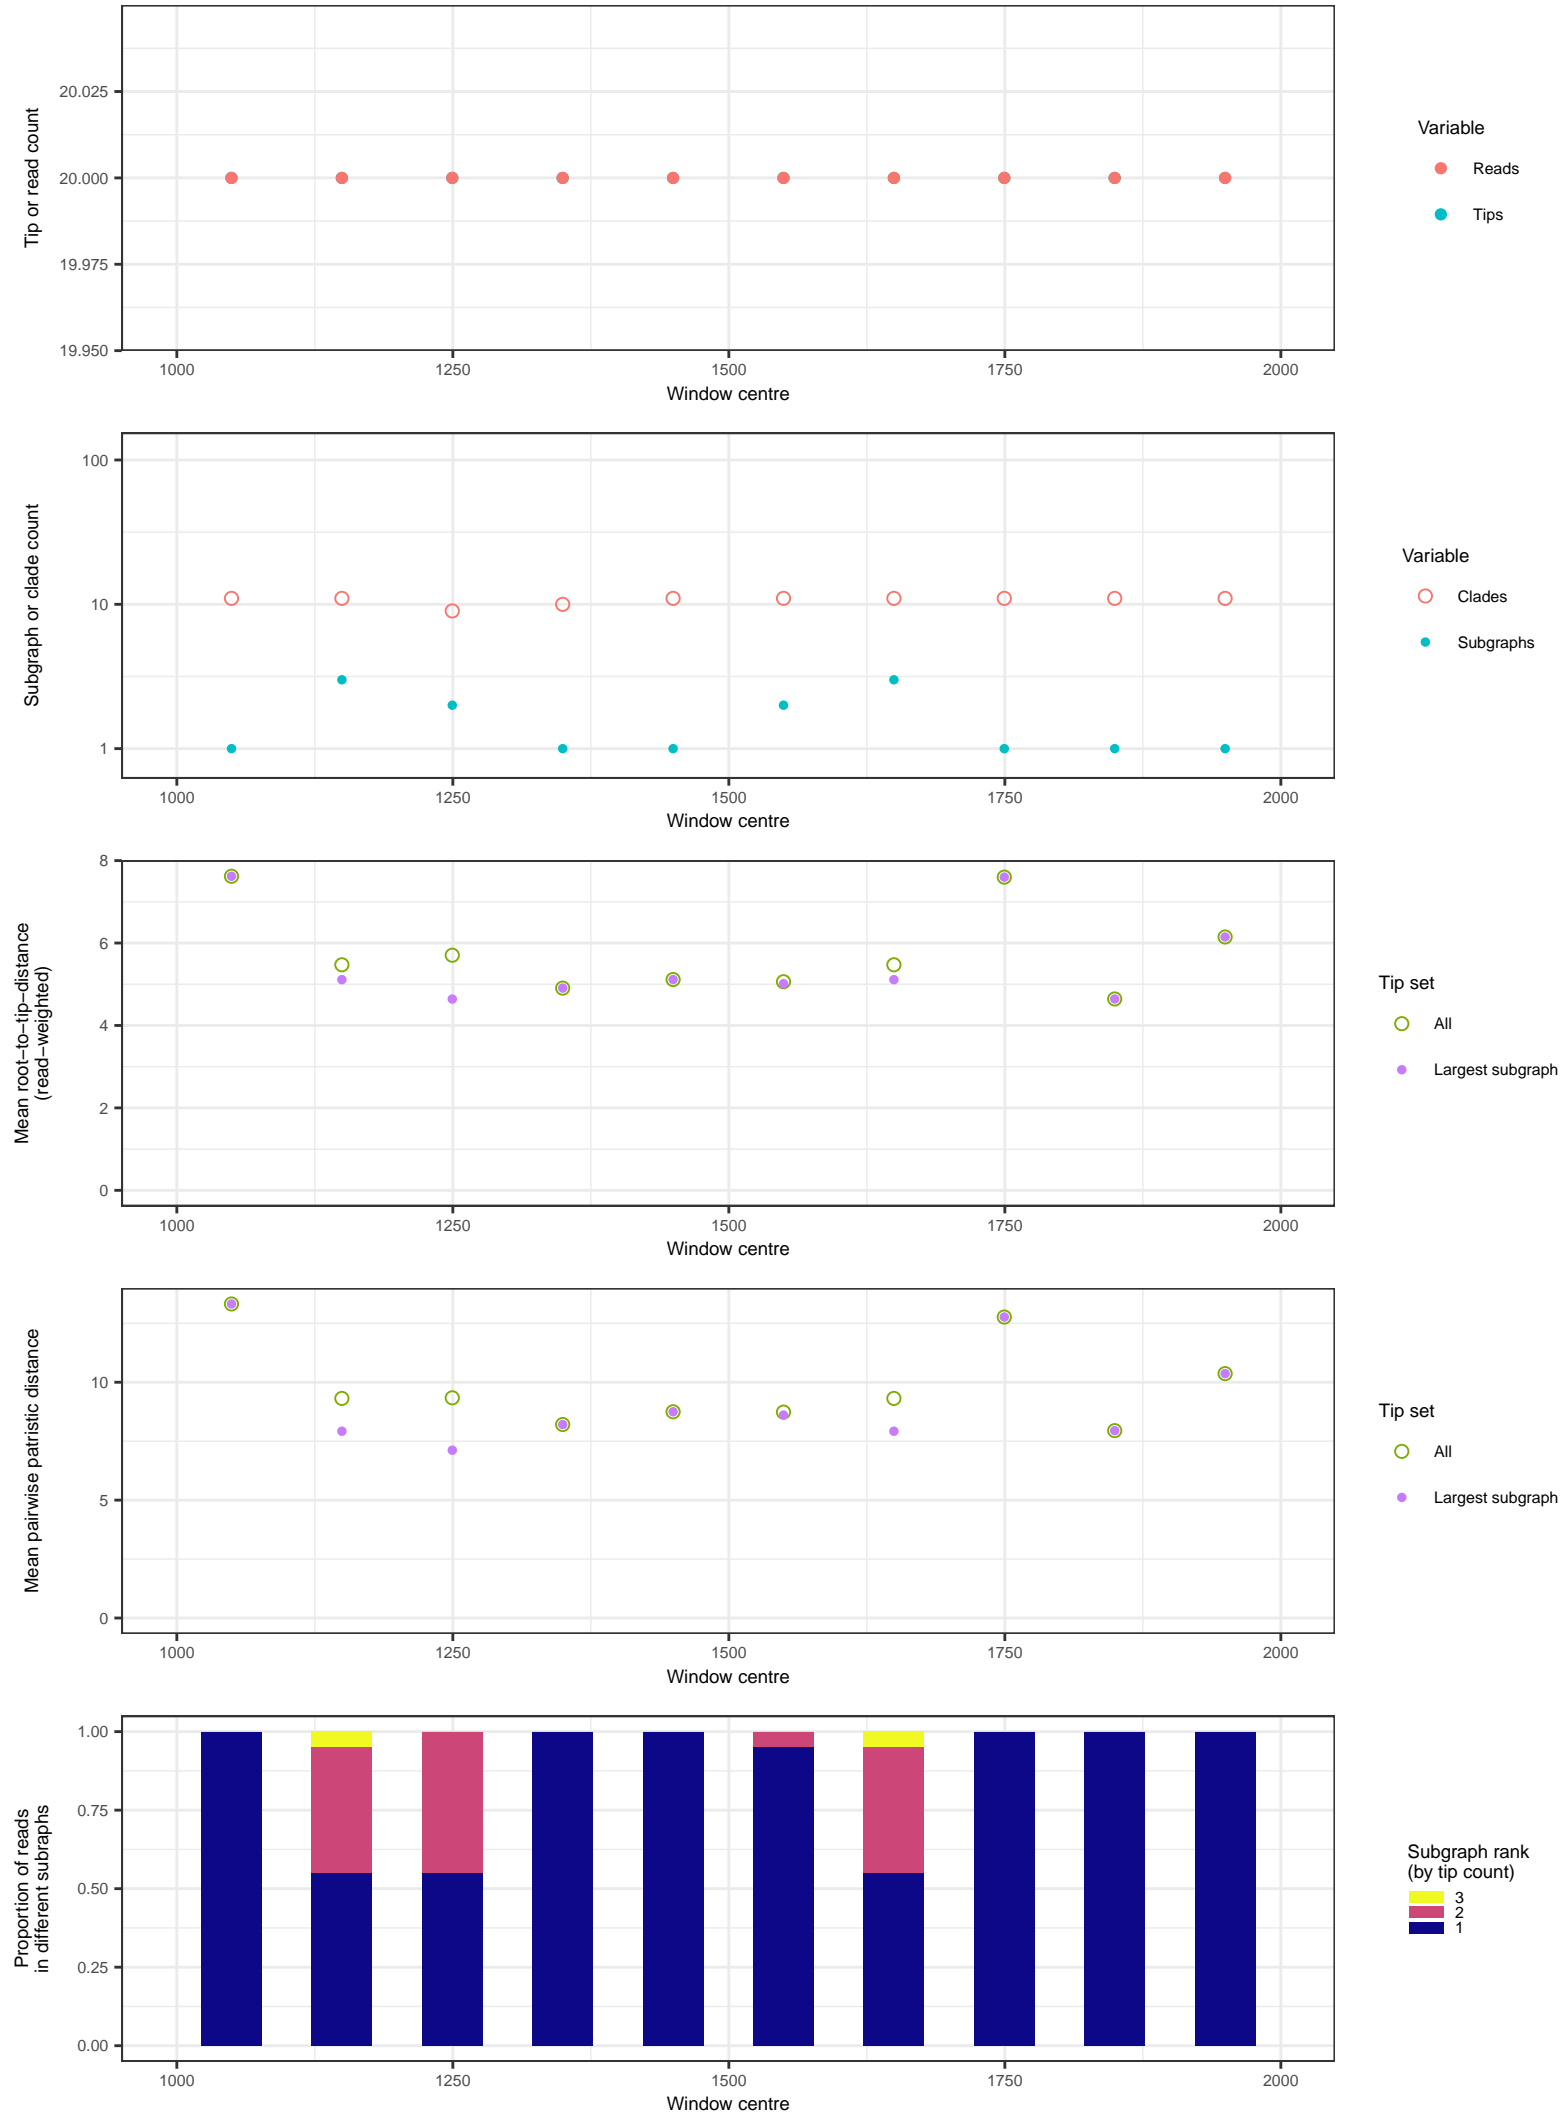 Tip or read count
20.025
20.000
19.975
19.950
1000 1250 1500 1750 2000
Window centre
Variable
Reads
Tips
Subgraph or clade count
100
10
1
1000 1250 1500 1750 2000
Window centre
Variable
Clades
Subgraphs
Mean root−to−tip−distance
(read−weighted)
8
6
4
2
0
1000 1250 1500 1750 2000
Window centre
Tip set
All
Largest subgraph
Mean pairwise patristic distance
10
5
0
1000 1250 1500 1750 2000
Window centre
Tip set
All
Largest subgraph
Proportion of reads
in different subraphs
1.00
0.75
0.50
0.25
0.00
1000 1250 1500 1750 2000
Window centre
Subgraph rank
(by tip count)
3
2
1